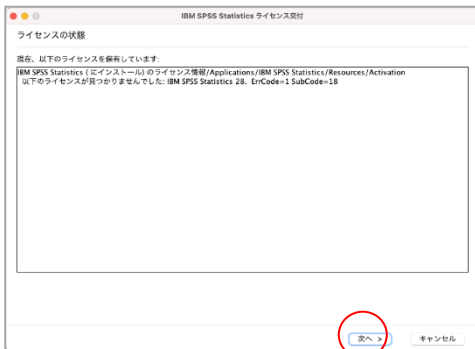 IBM SPSS Statistics ライセンス交付
ライセンスの状態
現在、以下のライセンスを保有しています:
IBM SPSS Statistics ( にインストール) のライセンス情報/Applications/IBM SPSS Statistics/Resources/Activation
以下のライセンスが見つかりませんでした: IBM SPSS Statistics 28. ErrCode=1 SubCode=18
次へ >
キャンセル